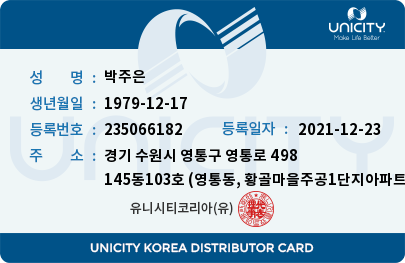 UNICITY
Make Life Better
성 명 : 박주은
생년월일 : 1979-12-17
등록번호 : 235066182 등록일자 : 2021-12-23
주 소 : 경기 수원시 영통구 영통로 498
145동103호 (영통동, 황골마을주공1단지아파트
유니시티코리아(유)
UNICITY
UNICITY KOREA DISTRIBUTOR CARD